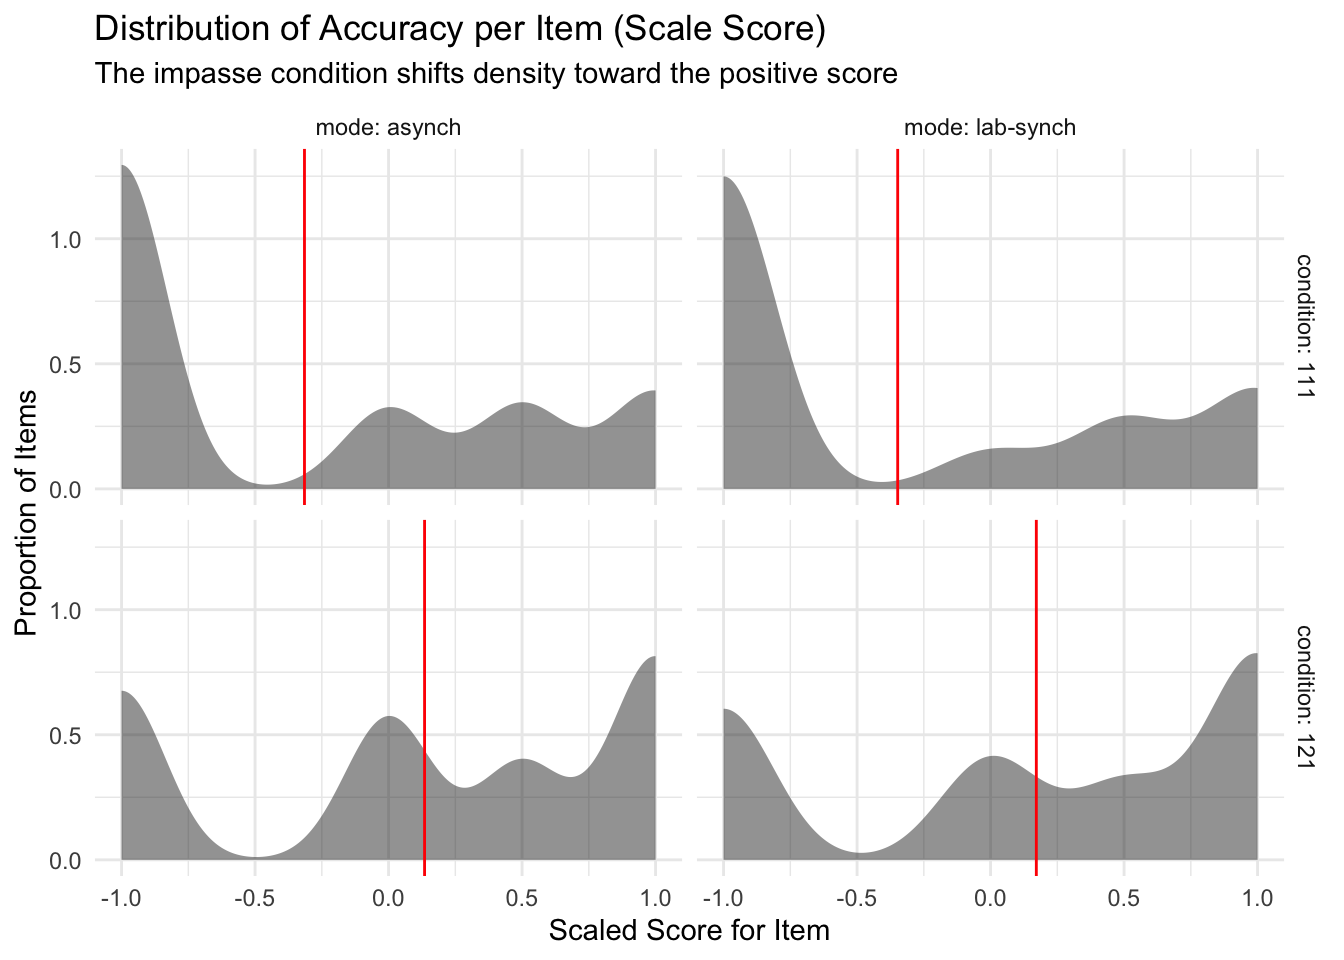 Distribution of Accuracy per Item (Scale Score)
The impasse condition shifts density toward the positive score
mode: asynch
mode: lab-synch
1.0
0.5
0.0
condition: 111
1.0
0.5
0.0
condition: 121
Proportion of Items
-1.0 -0.5 0.0 0.5 1.0
-1.0 -0.5 0.0 0.5 1.0
Scaled Score for Item